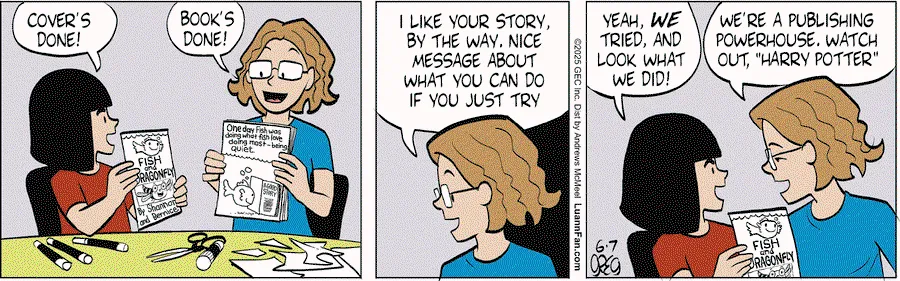 COVER'S
DONE!
BOOK'S
DONE!
FISH
DRAGONFLY
By Shannon
and Bernice
One day Fish was
doing what fish love
doing most-being
quiet.
I LIKE YOUR STORY,
BY THE WAY. NICE
MESSAGE ABOUT
WHAT YOU CAN DO
IF YOU JUST TRY
©2025 GEC Inc. Dist by Andrews McMeel LuannFan.com
YEAH, WE
TRIED, AND
LOOK WHAT
WE DID!
WE'RE A PUBLISHING
POWERHOUSE. WATCH
OUT, "HARRY POTTER"
FISH
DRAGONFLY
6-7